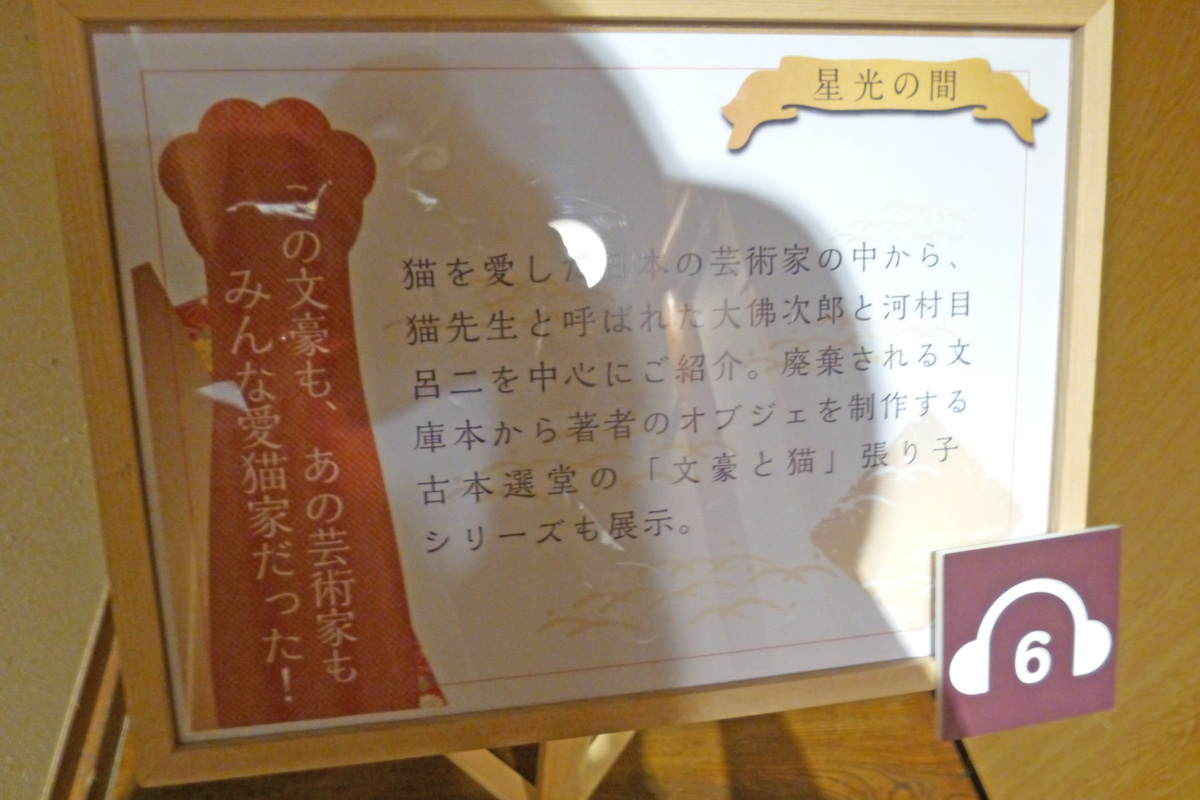 星光の間
この文豪も、あの芸術家も
みんな愛猫家だった！
猫を愛した日本の芸術家の中から、
猫先生と呼ばれた大佛次郎と河村目
呂二を中心にご紹介。廃棄される文
庫本から著者のオブジェを制作する
古本選堂の「文豪と猫」張り子
シリーズも展示。
6